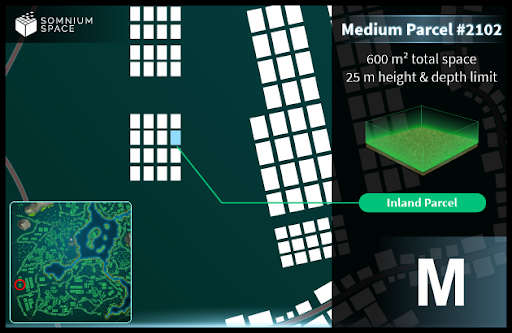 SOMNIUM
SPACE
Medium Parcel #2102
600 m² total space
25 m height & depth limit
Inland Parcel
M